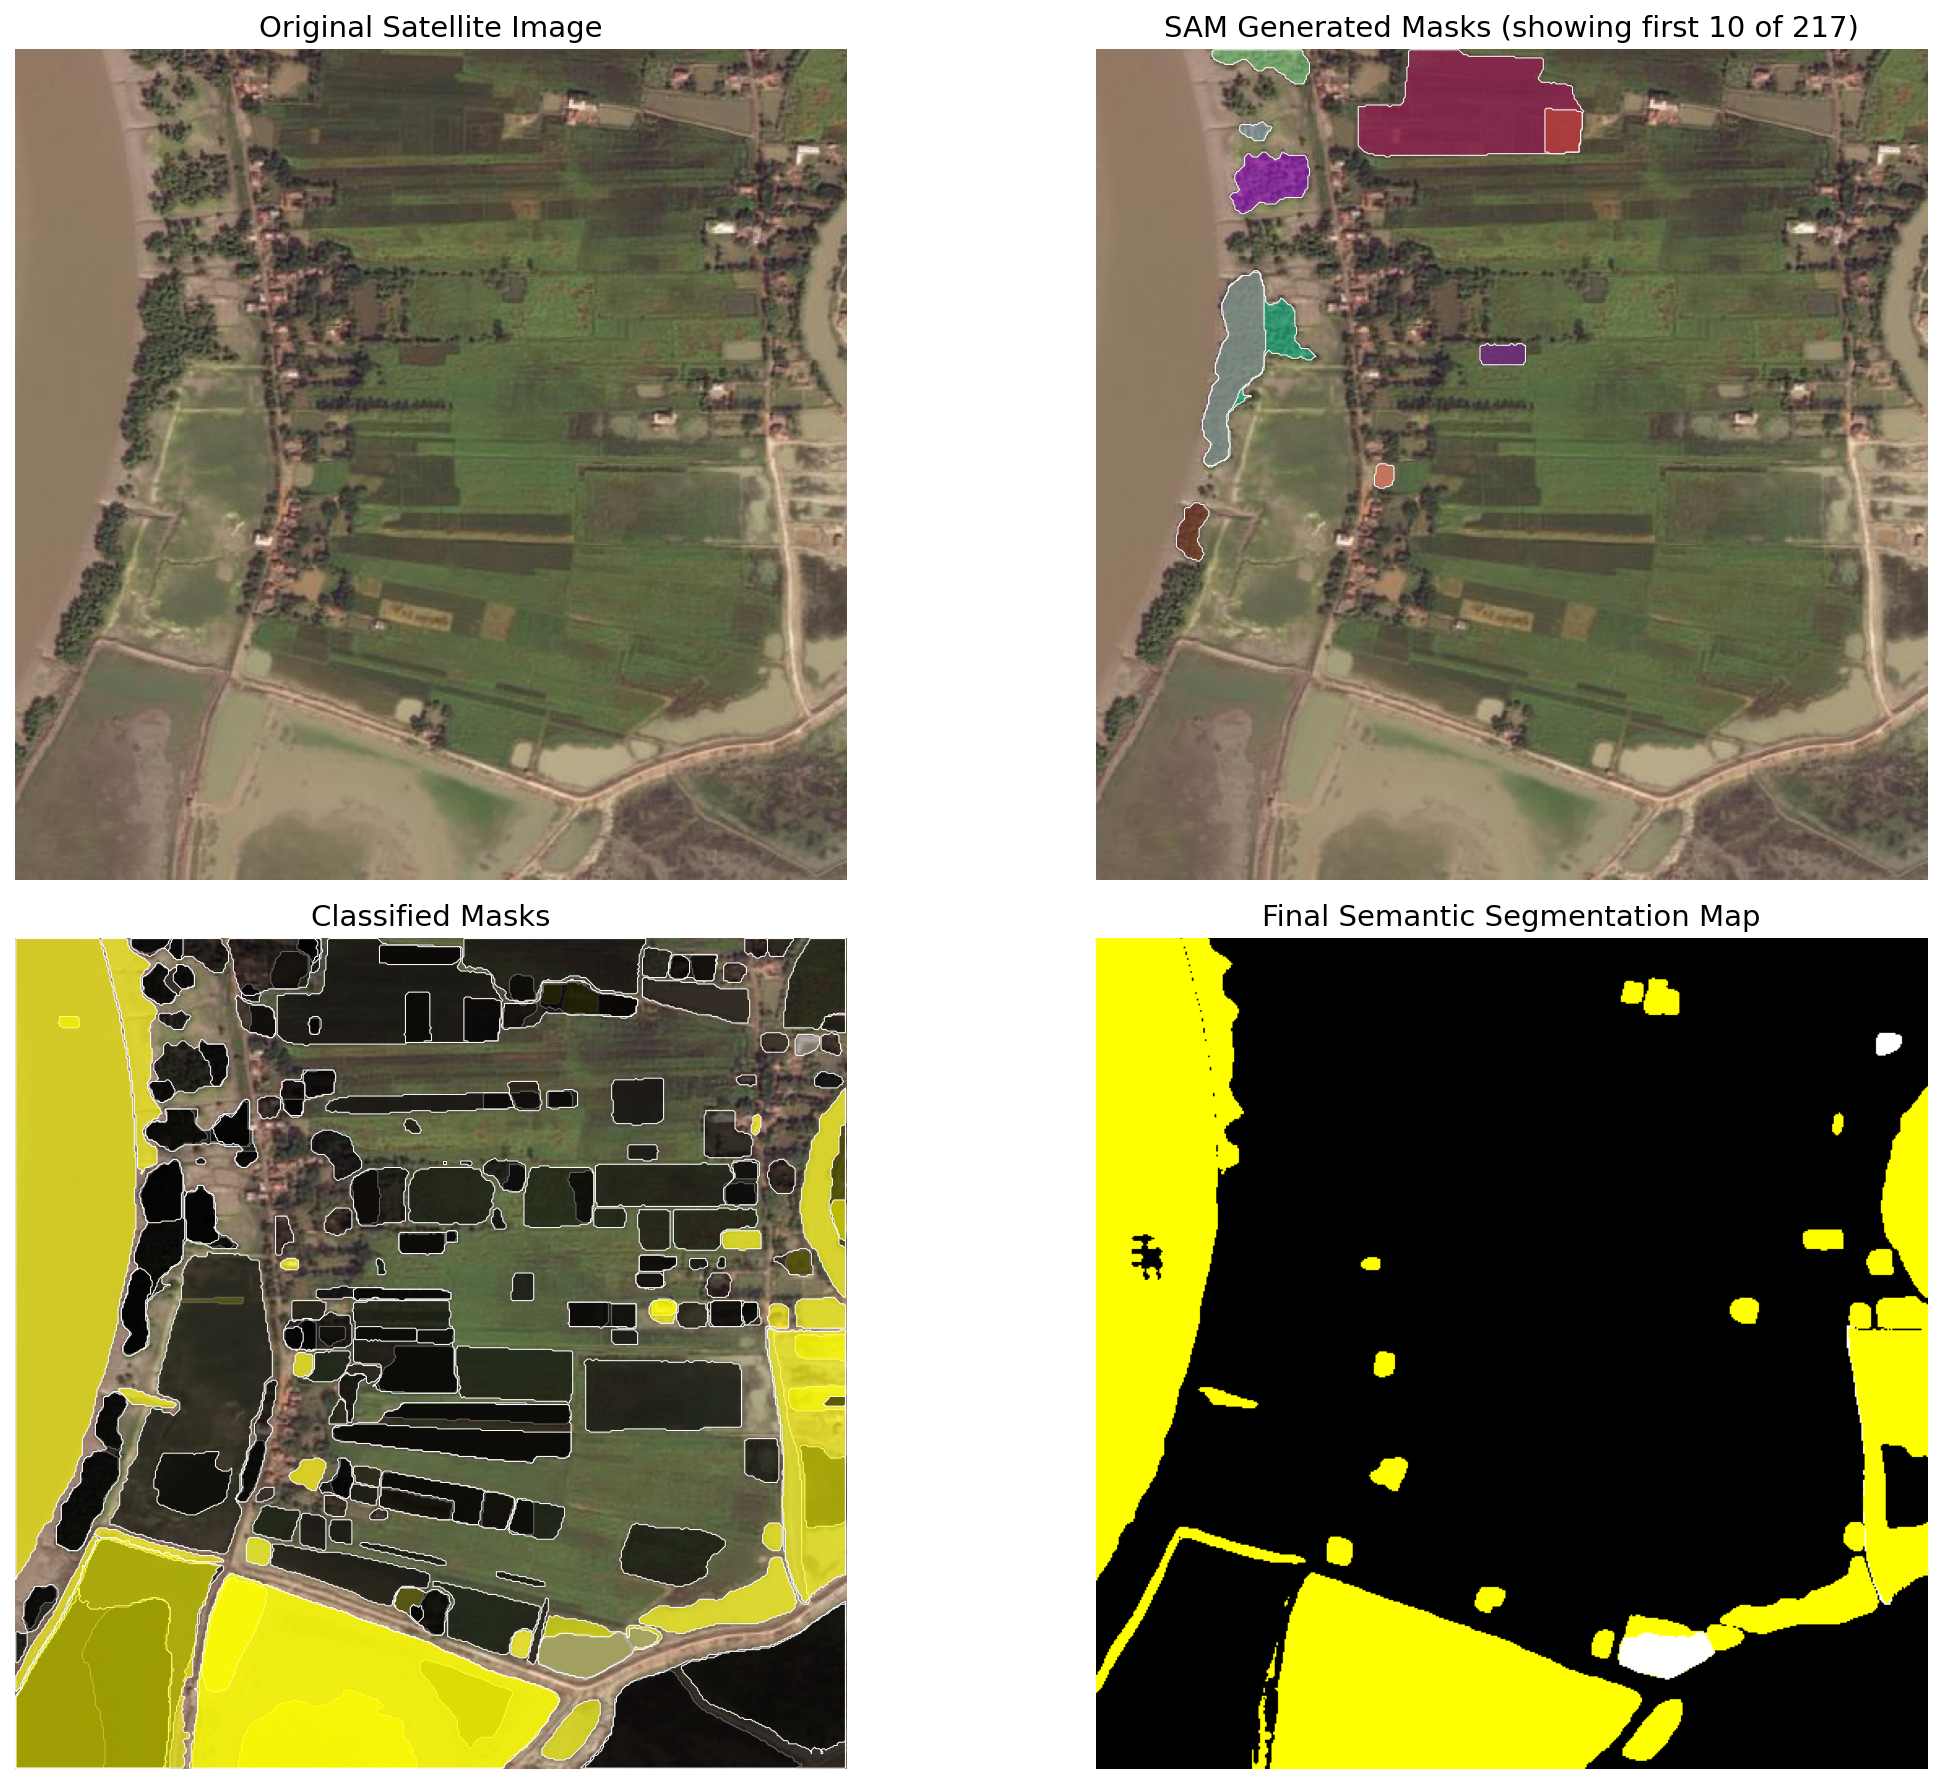 Original Satellite Image
SAM Generated Masks (showing first 10 of 217)
Classified Masks
Final Semantic Segmentation Map